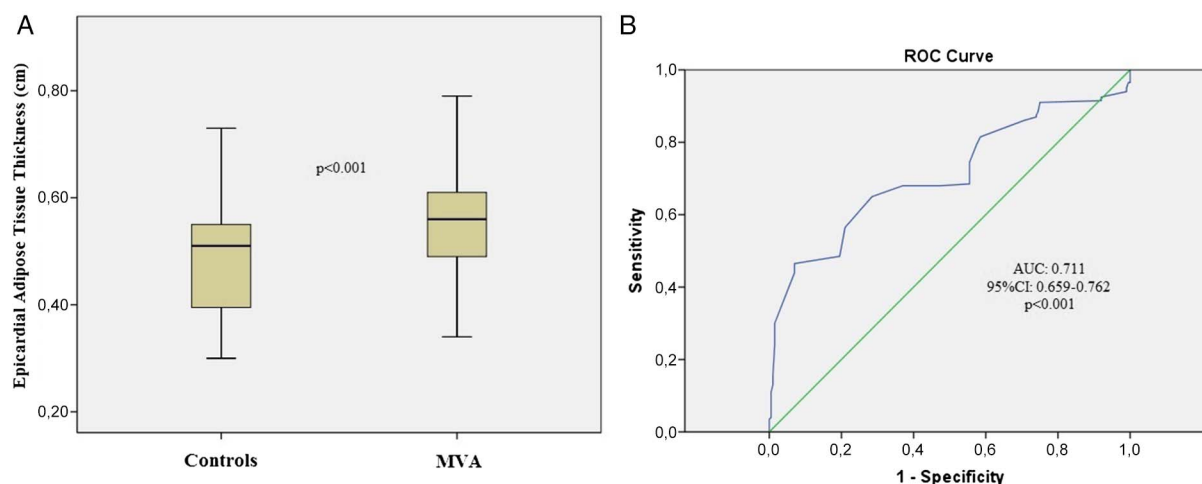 A
Epicardial Adipose Tissue Thickness (cm)
0,80
0,60
0,40
0,20
p<0.001
Controls
MVA
B
ROC Curve
Sensitivity
1,0
0,8
0,6
0,4
0,2
0,0
AUC: 0.711
95%CI: 0.659-0.762
p<0.001
0,0
0,2
0,4
0,6
0,8
1,0
1 - Specificity